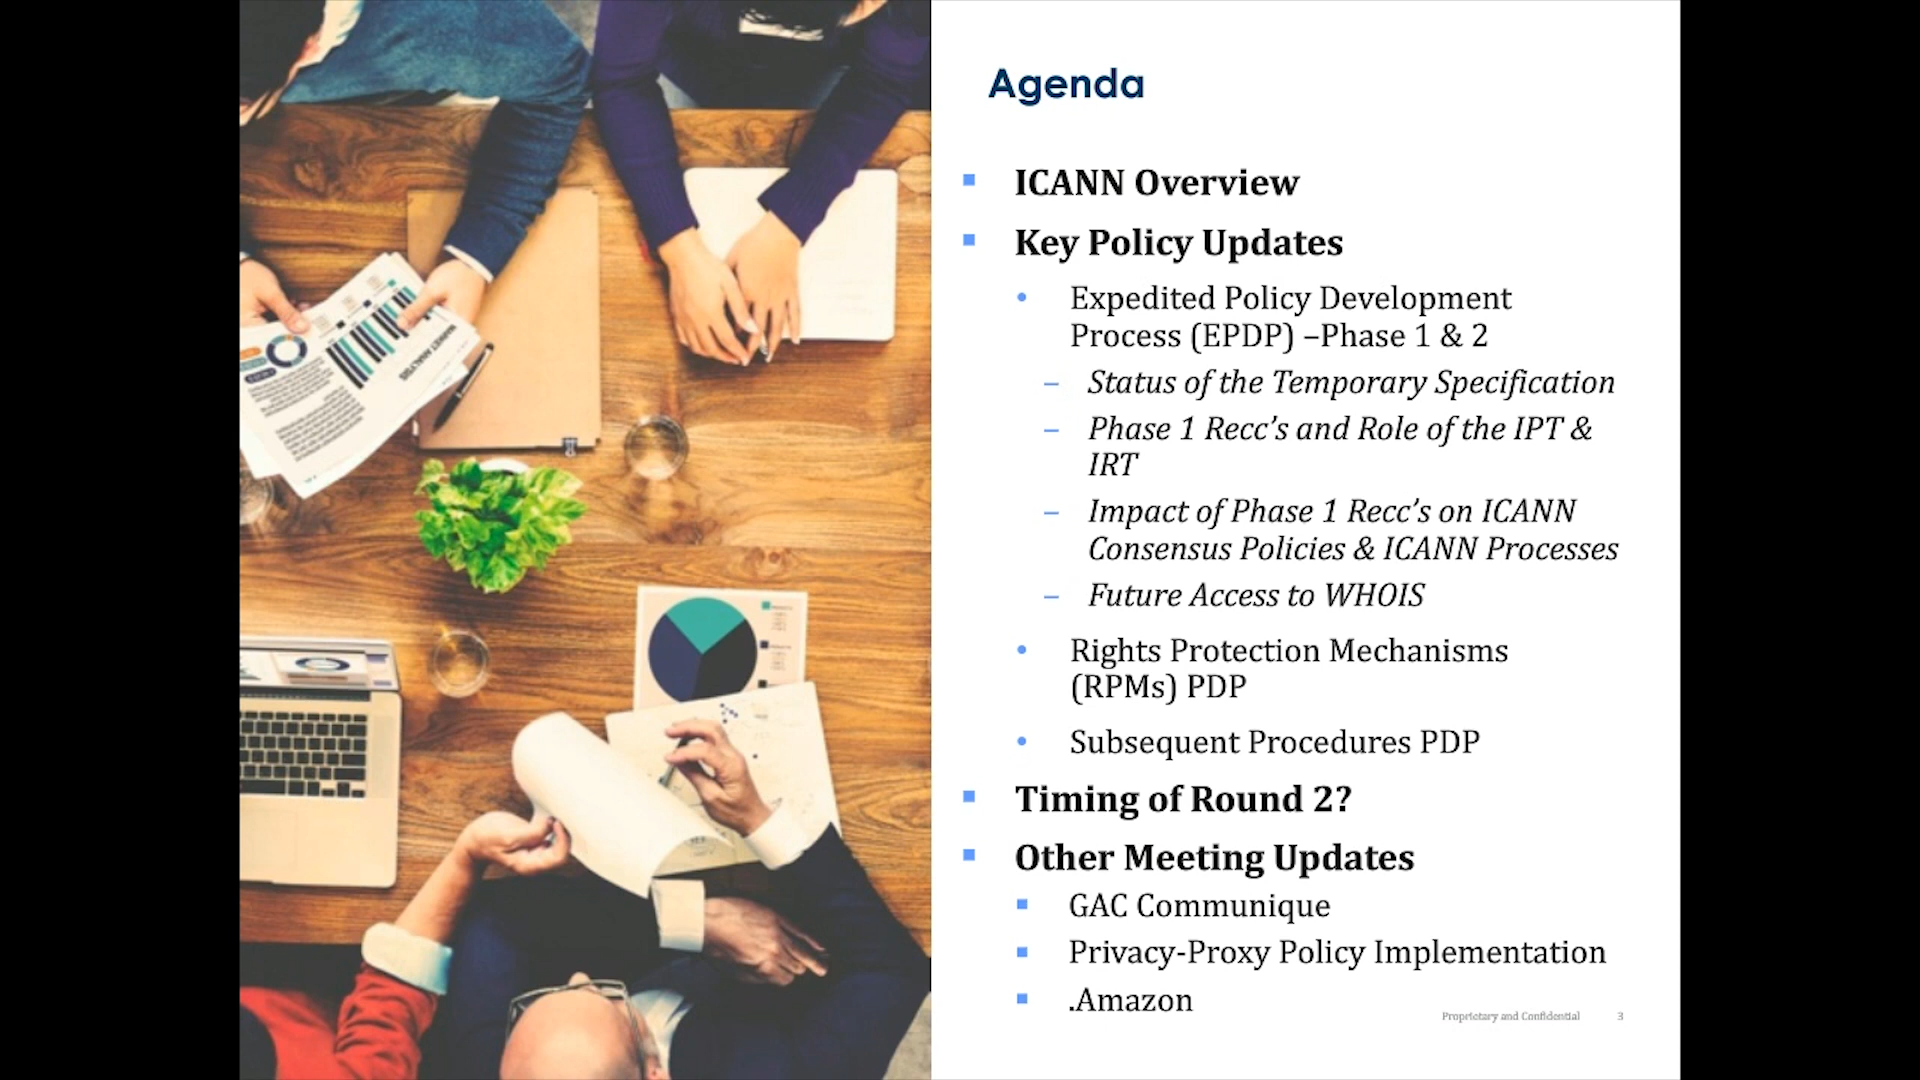 Agenda
ICANN Overview
Key Policy Updates
Expedited Policy Development
Process (EPDP) –Phase 1 & 2
Status of the Temporary Specification
Phase 1 Recc’s and Role of the IPT &
IRT
Impact of Phase 1 Recc’s on ICANN
Consensus Policies & ICANN Processes
Future Access to WHOIS
Rights Protection Mechanisms
(RPMs) PDP
Subsequent Procedures PDP
Timing of Round 2?
Other Meeting Updates
GAC Communique
Privacy-Proxy Policy Implementation
.Amazon
Proprietary and Confidential 3
MARKET ANALYSIS